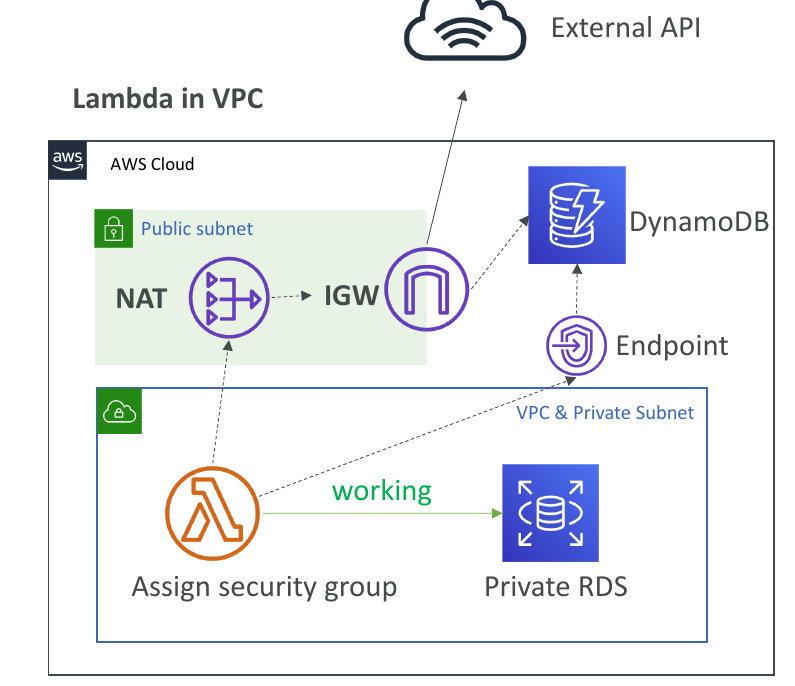 External API
Lambda in VPC
aws
AWS Cloud
Public subnet
DynamoDB
NAT
IGW
Endpoint
VPC & Private Subnet
working
Assign security group
Private RDS